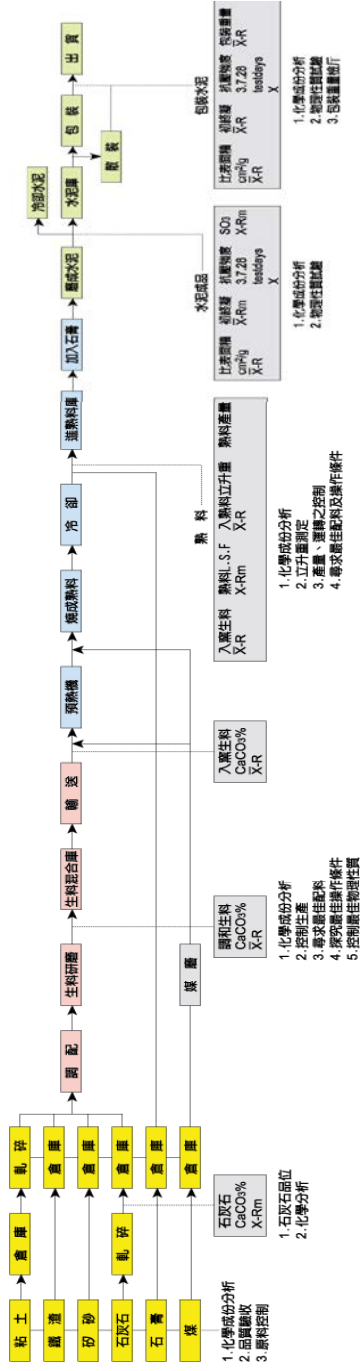 粘土
倉庫
軋碎
鐵渣
倉庫
矽砂
倉庫
石灰石
軋碎
倉庫
石膏
倉庫
煤
倉庫
1.化學成份分析
2.品質驗收
3.原料控制
石灰石
CaCO3%
X-Rm
1.石灰石品位
2.化學分析
調配
生料研磨
生料混合庫
輸送
煤磨
調和生料
CaCO3%
X̄-R
1.化學成份分析
2.控制生產
3.尋求最佳配料
4.探究最佳操作條件
5.控制最佳物理性質
入窯生料
CaCO3%
X̄-R
預熱機
燒成熟料
冷卻
進熟料庫
加入石膏
熟料
入窯生料
X̄-R
熟料L.S.F
X-Rm
入熟料立升重
X-R
熟料產量
1.化學成份分析
2.立升重測定
3.產量、運轉之控制
4.尋求最佳配料及操作條件
磨成水泥
冷卻水泥
水泥庫
包裝
散裝
出貨
水泥成品
比表面積
cm²/g
X̄-R
初終凝
X-Rm
抗壓強度
3.7.28
testdays
X
SO3
X-Rm
1.化學成份分析
2.物理性質試驗
包裝水泥
比表面積
cm²/g
X̄-R
初終凝
X̄-R
抗壓強度
3.7.28
testdays
X
包裝重量
X̄-R
1.化學成份分析
2.物理性質試驗
3.包裝重量檢斤